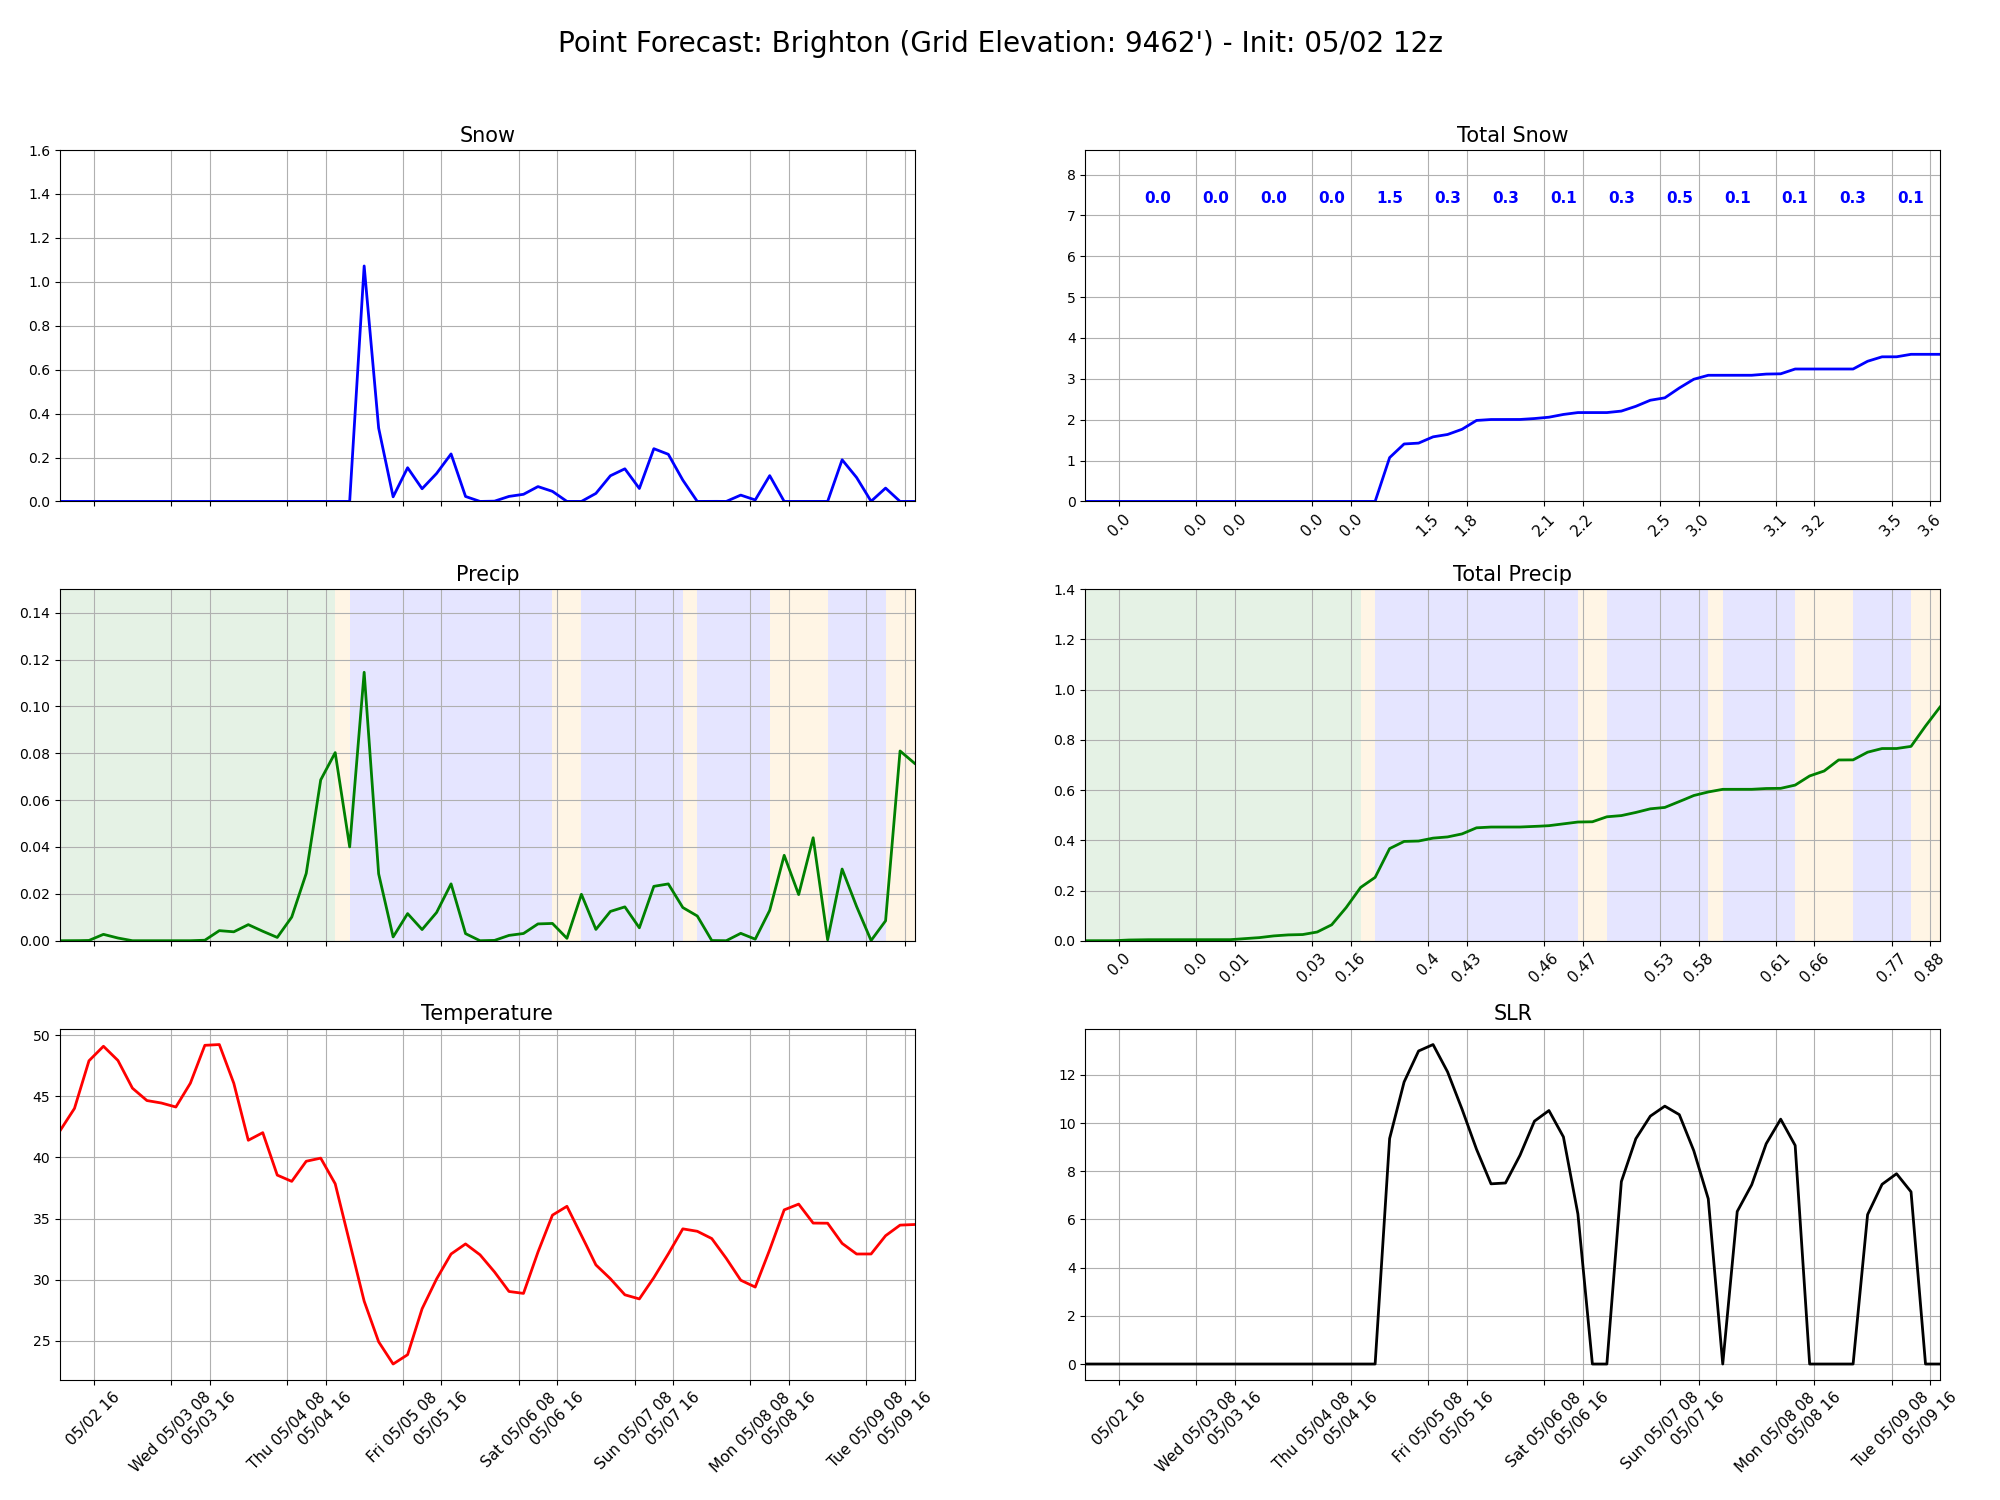 Point Forecast: Brighton (Grid Elevation: 9462') - Init: 05/02 12z
Snow
1.6
1.4
1.2
1.0
0.8
0.6
0.4
0.2
0.0
Total Snow
8
7
6
5
4
3
2
1
0
0.0 0.0 0.0 0.0 1.5 0.3 0.3 0.1 0.3 0.5 0.1 0.1 0.3 0.1
0.0 0.0 0.0 0.0 0.0 1.5 1.8 2.1 2.2 2.5 3.0 3.1 3.2 3.5 3.6
Precip
0.14
0.12
0.10
0.08
0.06
0.04
0.02
0.00
Total Precip
1.4
1.2
1.0
0.8
0.6
0.4
0.2
0.0
0.0 0.0 0.01 0.03 0.16 0.4 0.43 0.46 0.47 0.53 0.58 0.61 0.66 0.77 0.88
Temperature
50
45
40
35
30
25
05/02 16
Wed 05/03 08
05/03 16
Thu 05/04 08
05/04 16
Fri 05/05 08
05/05 16
Sat 05/06 08
05/06 16
Sun 05/07 08
05/07 16
Mon 05/08 08
05/08 16
Tue 05/09 08
05/09 16
SLR
12
10
8
6
4
2
0
05/02 16
Wed 05/03 08
05/03 16
Thu 05/04 08
05/04 16
Fri 05/05 08
05/05 16
Sat 05/06 08
05/06 16
Sun 05/07 08
05/07 16
Mon 05/08 08
05/08 16
Tue 05/09 08
05/09 16